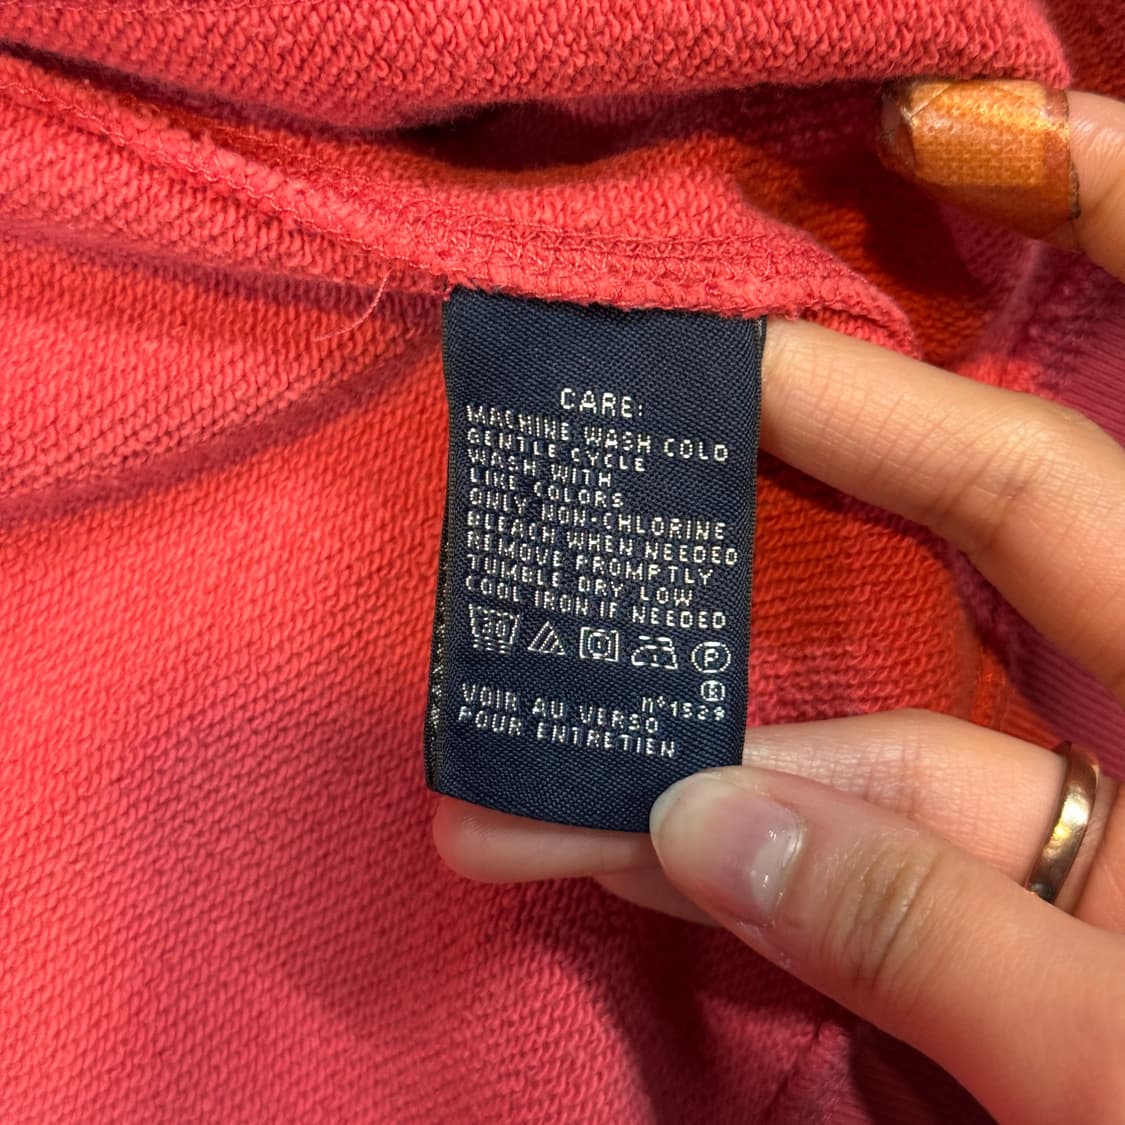 CARE:
MACHINE WASH COLD
GENTLE CYCLE
WASH WITH
LIKE COLORS
ONLY NON-CHLORINE
BLEACH WHEN NEEDED
REMOVE PROMPTLY
TUMBLE DRY LOW
COOL IRON IF NEEDED
30 P
nº1529
VOIR AU VERSO
POUR ENTRETIEN